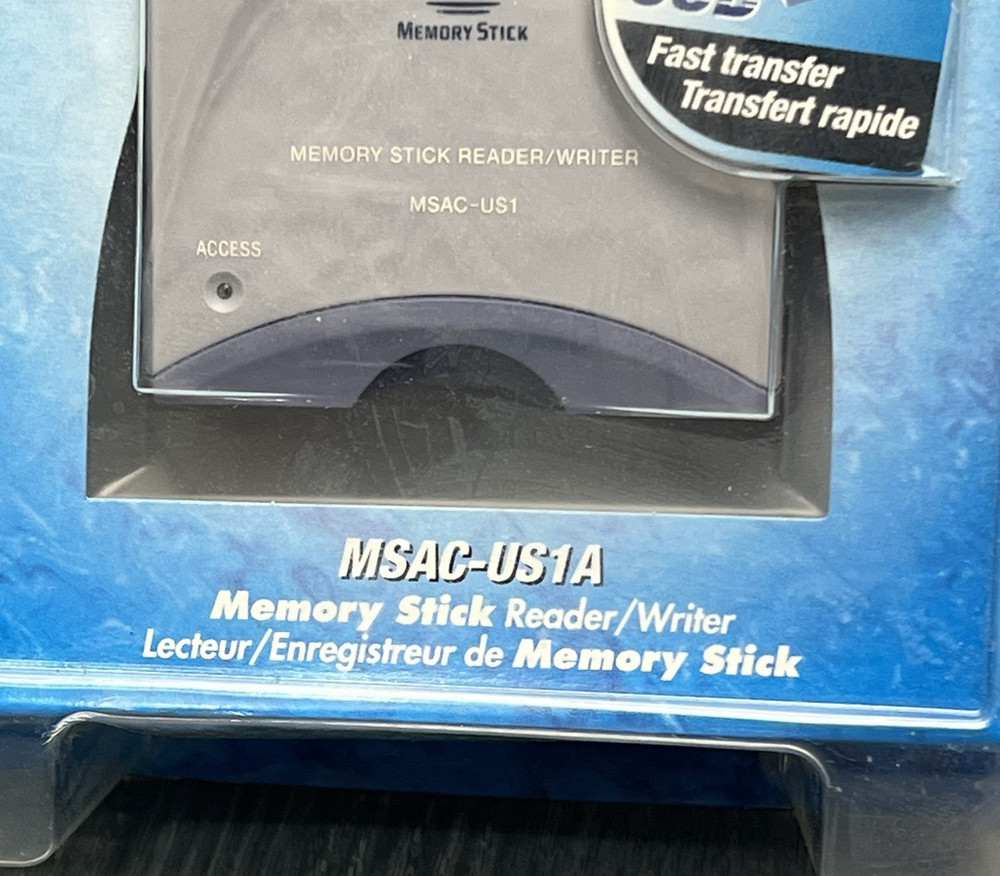 MEMORY STICK
Fast transfer
Transfert rapide
MEMORY STICK READER/WRITER
MSAC-US1
ACCESS
MSAC-US1A
Memory Stick Reader/Writer
Lecteur/Enregistreur de Memory Stick